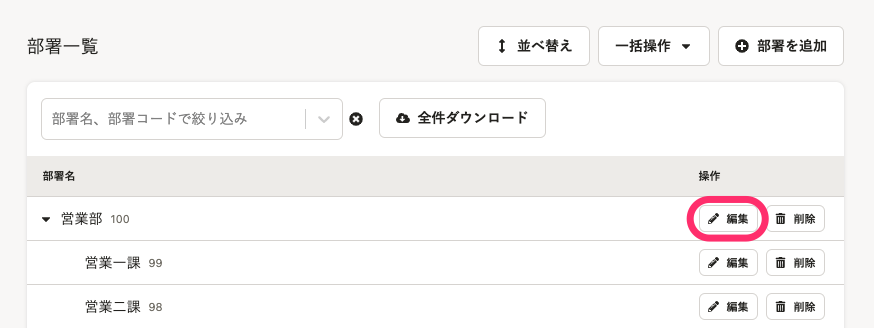 部署一覧
並べ替え
一括操作
部署を追加
部署名、部署コードで絞り込み
全件ダウンロード
部署名 操作
営業部 100 編集 削除
営業一課 99 編集 削除
営業二課 98 編集 削除